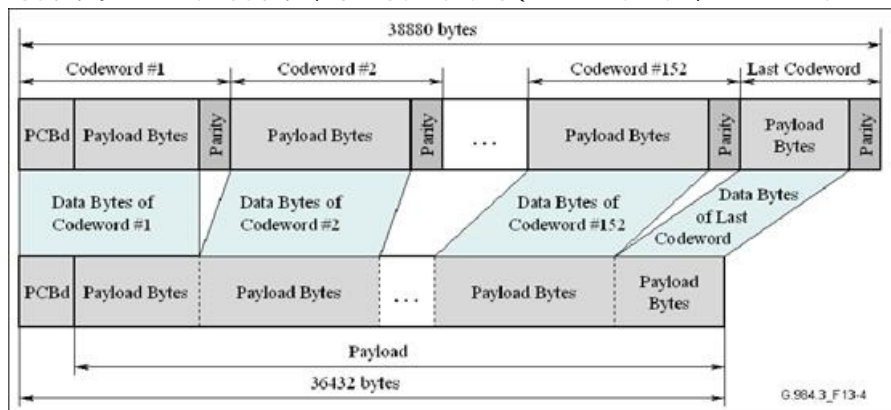 38880 bytes
Codeword #1 Codeword #2 Codeword #152 Last Codeword
PCBd Payload Bytes Parity Payload Bytes Parity ... Payload Bytes Parity Payload Bytes Parity
Data Bytes of Codeword #1
Data Bytes of Codeword #2
Data Bytes of Codeword #152
Data Bytes of Last Codeword
PCBd Payload Bytes Payload Bytes ... Payload Bytes Payload Bytes
Payload
36432 bytes
G.984.3_F13-4